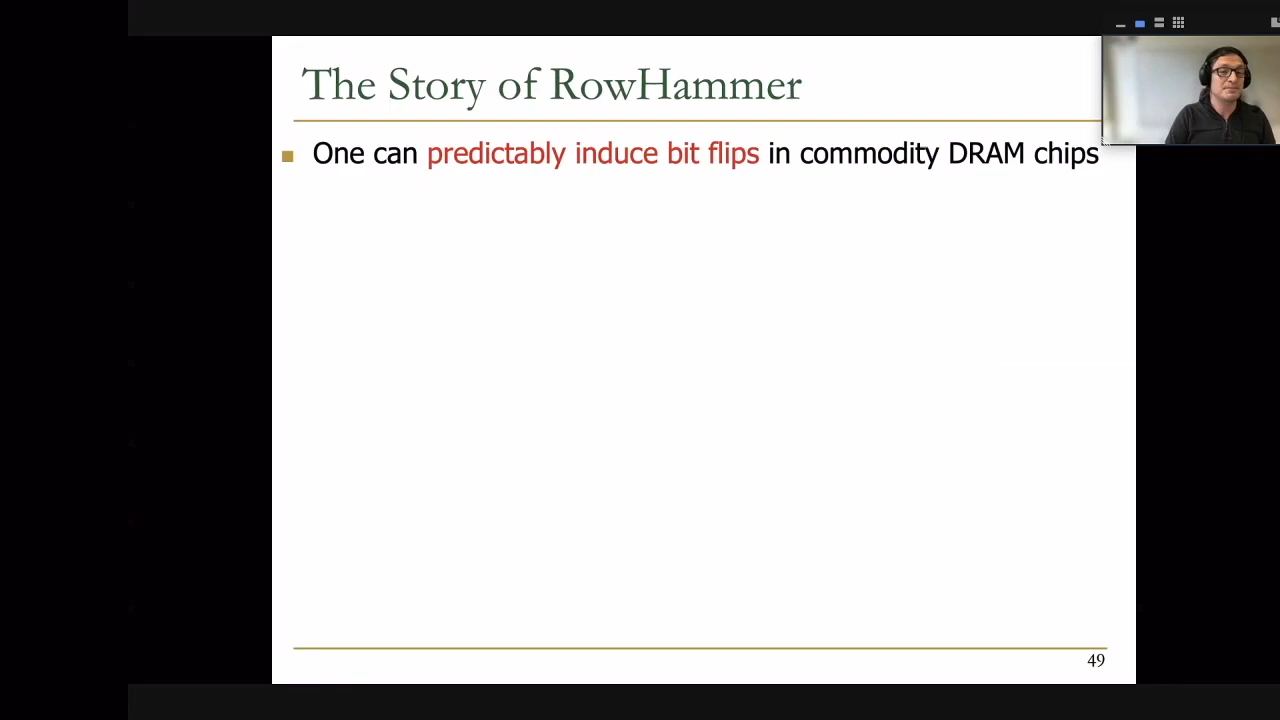 The Story of RowHammer
One can predictably induce bit flips in commodity DRAM chips
49